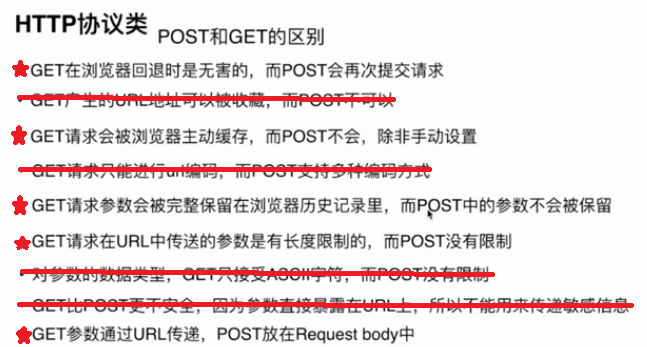 HTTP协议类
POST和GET的区别
GET在浏览器回退时是无害的，而POST会再次提交请求
GET产生的URL地址可以被收藏，而POST不可以
GET请求会被浏览器主动缓存，而POST不会，除非手动设置
GET请求只能进行url编码，而POST支持多种编码方式
GET请求参数会被完整保留在浏览器历史记录里，而POST中的参数不会被保留
GET请求在URL中传送的参数是有长度限制的，而POST没有限制
对参数的数据类型，GET只接受ASCII字符，而POST没有限制
GET比POST更不安全，因为参数直接暴露在URL上，所以不能用来传递敏感信息
GET参数通过URL传递，POST放在Request body中